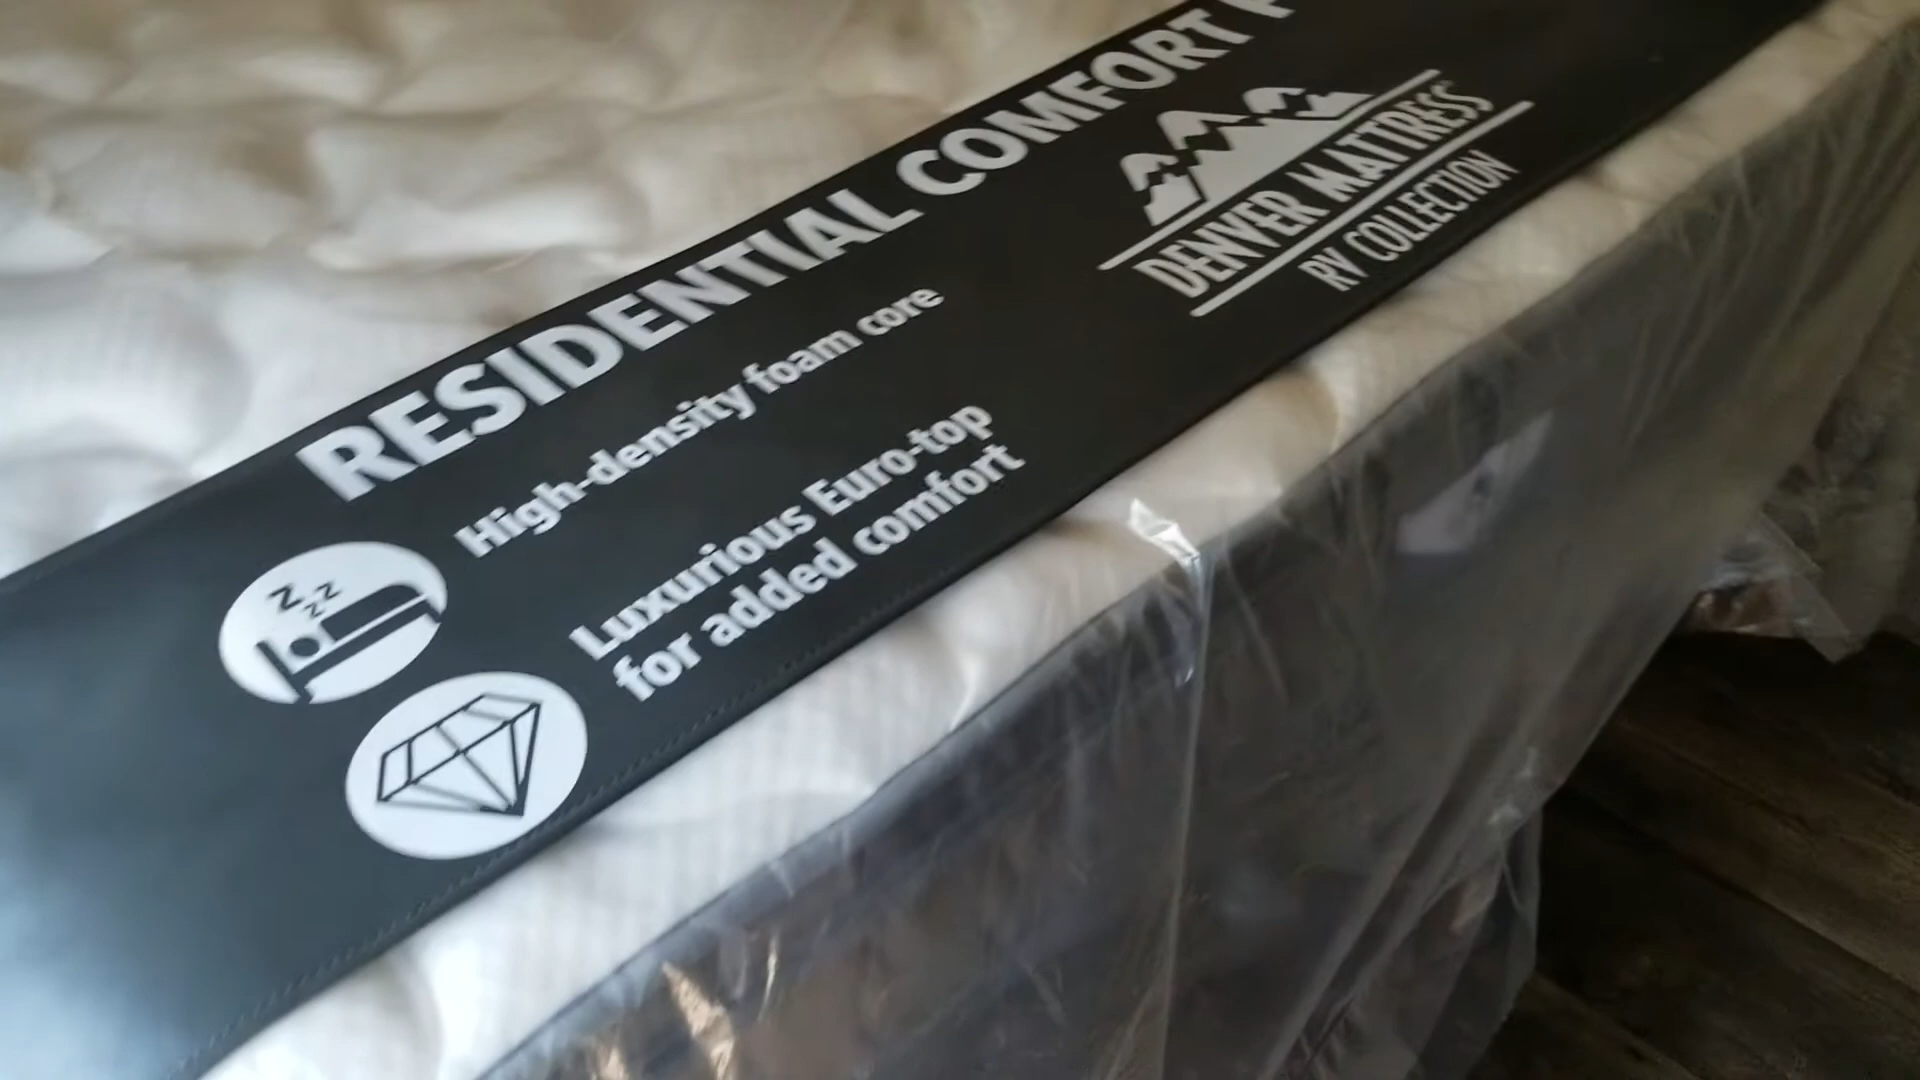 RESIDENTIAL COMFORT
High-density foam core
Luxurious Euro-top
for added comfort
z z z z
DENVER MATTRESS
RV COLLECTION